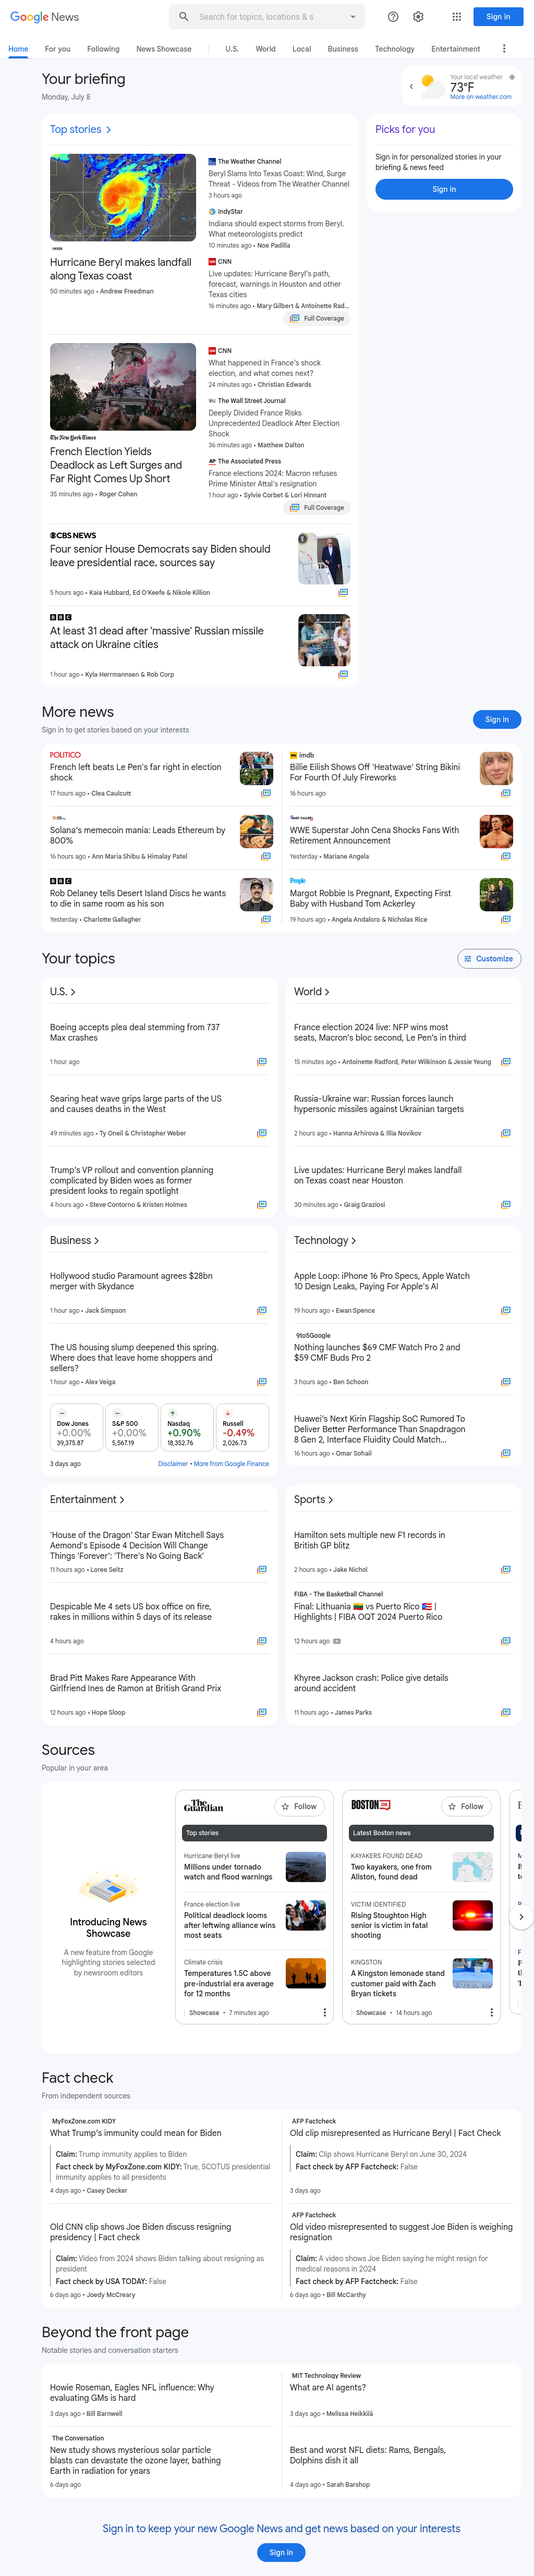 Google News
Search for topics, locations & s
Sign in
Home
For you
Following
News Showcase
U.S.
World
Local
Business
Technology
Entertainment
Your briefing
Monday, July 8
Your local weather
73°F
More on weather.com
Top stories
Hurricane Beryl makes landfall
along Texas coast
50 minutes ago • Andrew Freedman
The Weather Channel
Beryl Slams Into Texas Coast: Wind, Surge
Threat - Videos from The Weather Channel
3 hours ago
IndyStar
Indiana should expect storms from Beryl.
What meteorologists predict
10 minutes ago • Noe Padilla
CNN
Live updates: Hurricane Beryl's path,
forecast, warnings in Houston and other
Texas cities
16 minutes ago • Mary Gilbert & Antoinette Rad...
Full Coverage
The New York Times
French Election Yields
Deadlock as Left Surges and
Far Right Comes Up Short
35 minutes ago • Roger Cohen
CNN
What happened in France's shock
election, and what comes next?
24 minutes ago • Christian Edwards
The Wall Street Journal
Deeply Divided France Risks
Unprecedented Deadlock After Election
Shock
36 minutes ago • Matthew Dalton
AP The Associated Press
France elections 2024: Macron refuses
Prime Minister Attal's resignation
1 hour ago • Sylvie Corbet & Lori Hinnant
Full Coverage
CBS NEWS
Four senior House Democrats say Biden should
leave presidential race, sources say
5 hours ago • Kaia Hubbard, Ed O'Keefe & Nikole Killion
BBC
At least 31 dead after 'massive' Russian missile
attack on Ukraine cities
1 hour ago • Kyla Herrmannsen & Rob Corp
Picks for you
Sign in for personalized stories in your
briefing & news feed
Sign in
More news
Sign in to get stories based on your interests
Sign in
POLITICO
French left beats Le Pen's far right in election
shock
17 hours ago • Clea Caulcutt
Solana's memecoin mania: Leads Ethereum by
800%
16 hours ago • Ann Maria Shibu & Himalay Patel
BBC
Rob Delaney tells Desert Island Discs he wants
to die in same room as his son
Yesterday • Charlotte Gallagher
imdb
Billie Eilish Shows Off 'Heatwave' String Bikini
For Fourth Of July Fireworks
16 hours ago
DAILY CALLER
WWE Superstar John Cena Shocks Fans With
Retirement Announcement
Yesterday • Mariane Angela
People
Margot Robbie Is Pregnant, Expecting First
Baby with Husband Tom Ackerley
19 hours ago • Angela Andaloro & Nicholas Rice
Your topics
Customize
U.S.
Boeing accepts plea deal stemming from 737
Max crashes
1 hour ago
Searing heat wave grips large parts of the US
and causes deaths in the West
49 minutes ago • Ty Oneil & Christopher Weber
Trump's VP rollout and convention planning
complicated by Biden woes as former
president looks to regain spotlight
4 hours ago • Steve Contorno & Kristen Holmes
World
France election 2024 live: NFP wins most
seats, Macron's bloc second, Le Pen's in third
15 minutes ago • Antoinette Radford, Peter Wilkinson & Jessie Yeung
Russia-Ukraine war: Russian forces launch
hypersonic missiles against Ukrainian targets
2 hours ago • Hanna Arhirova & Illia Novikov
Live updates: Hurricane Beryl makes landfall
on Texas coast near Houston
30 minutes ago • Graig Graziosi
Business
Hollywood studio Paramount agrees $28bn
merger with Skydance
1 hour ago • Jack Simpson
The US housing slump deepened this spring.
Where does that leave home shoppers and
sellers?
1 hour ago • Alex Veiga
Dow Jones
+0.00%
39,375.87
S&P 500
+0.00%
5,567.19
Nasdaq
+0.90%
18,352.76
Russell
-0.49%
2,026.73
3 days ago
Disclaimer • More from Google Finance
Technology
Apple Loop: iPhone 16 Pro Specs, Apple Watch
10 Design Leaks, Paying For Apple's AI
19 hours ago • Ewan Spence
9to5Google
Nothing launches $69 CMF Watch Pro 2 and
$59 CMF Buds Pro 2
3 hours ago • Ben Schoon
Huawei's Next Kirin Flagship SoC Rumored To
Deliver Better Performance Than Snapdragon
8 Gen 2, Interface Fluidity Could Match...
16 hours ago • Omar Sohail
Entertainment
'House of the Dragon' Star Ewan Mitchell Says
Aemond's Episode 4 Decision Will Change
Things 'Forever': 'There's No Going Back'
11 hours ago • Loree Seitz
Despicable Me 4 sets US box office on fire,
rakes in millions within 5 days of its release
4 hours ago
Brad Pitt Makes Rare Appearance With
Girlfriend Ines de Ramon at British Grand Prix
12 hours ago • Hope Sloop
Sports
Hamilton sets multiple new F1 records in
British GP blitz
2 hours ago • Jake Nichol
FIBA - The Basketball Channel
Final: Lithuania 🇱🇹 vs Puerto Rico 🇵🇷 |
Highlights | FIBA OQT 2024 Puerto Rico
12 hours ago
Khyree Jackson crash: Police give details
around accident
11 hours ago • James Parks
Sources
Popular in your area
Introducing News
Showcase
A new feature from Google
highlighting stories selected
by newsroom editors
The Guardian
Follow
Top stories
Hurricane Beryl live
Millions under tornado
watch and flood warnings
France election live
Political deadlock looms
after leftwing alliance wins
most seats
Climate crisis
Temperatures 1.5C above
pre-industrial era average
for 12 months
Showcase • 7 minutes ago
BOSTON
Follow
Latest Boston news
KAYAKERS FOUND DEAD
Two kayakers, one from
Allston, found dead
VICTIM IDENTIFIED
Rising Stoughton High
senior is victim in fatal
shooting
KINGSTON
A Kingston lemonade stand
customer paid with Zach
Bryan tickets
Showcase • 14 hours ago
Fact check
From independent sources
MyFoxZone.com KIDY
What Trump's immunity could mean for Biden
Claim: Trump immunity applies to Biden
Fact check by MyFoxZone.com KIDY: True, SCOTUS presidential
immunity applies to all presidents
4 days ago • Casey Decker
Old CNN clip shows Joe Biden discuss resigning
presidency | Fact check
Claim: Video from 2024 shows Biden talking about resigning as
president
Fact check by USA TODAY: False
6 days ago • Joedy McCreary
AFP Factcheck
Old clip misrepresented as Hurricane Beryl | Fact Check
Claim: Clip shows Hurricane Beryl on June 30, 2024
Fact check by AFP Factcheck: False
3 days ago
AFP Factcheck
Old video misrepresented to suggest Joe Biden is weighing
resignation
Claim: A video shows Joe Biden saying he might resign for
medical reasons in 2024
Fact check by AFP Factcheck: False
6 days ago • Bill McCarthy
Beyond the front page
Notable stories and conversation starters
Howie Roseman, Eagles NFL influence: Why
evaluating GMs is hard
3 days ago • Bill Barnwell
The Conversation
New study shows mysterious solar particle
blasts can devastate the ozone layer, bathing
Earth in radiation for years
6 days ago
MIT Technology Review
What are AI agents?
3 days ago • Melissa Heikkilä
Best and worst NFL diets: Rams, Bengals,
Dolphins dish it all
4 days ago • Sarah Barshop
Sign in to keep your new Google News and get news based on your interests
Sign in